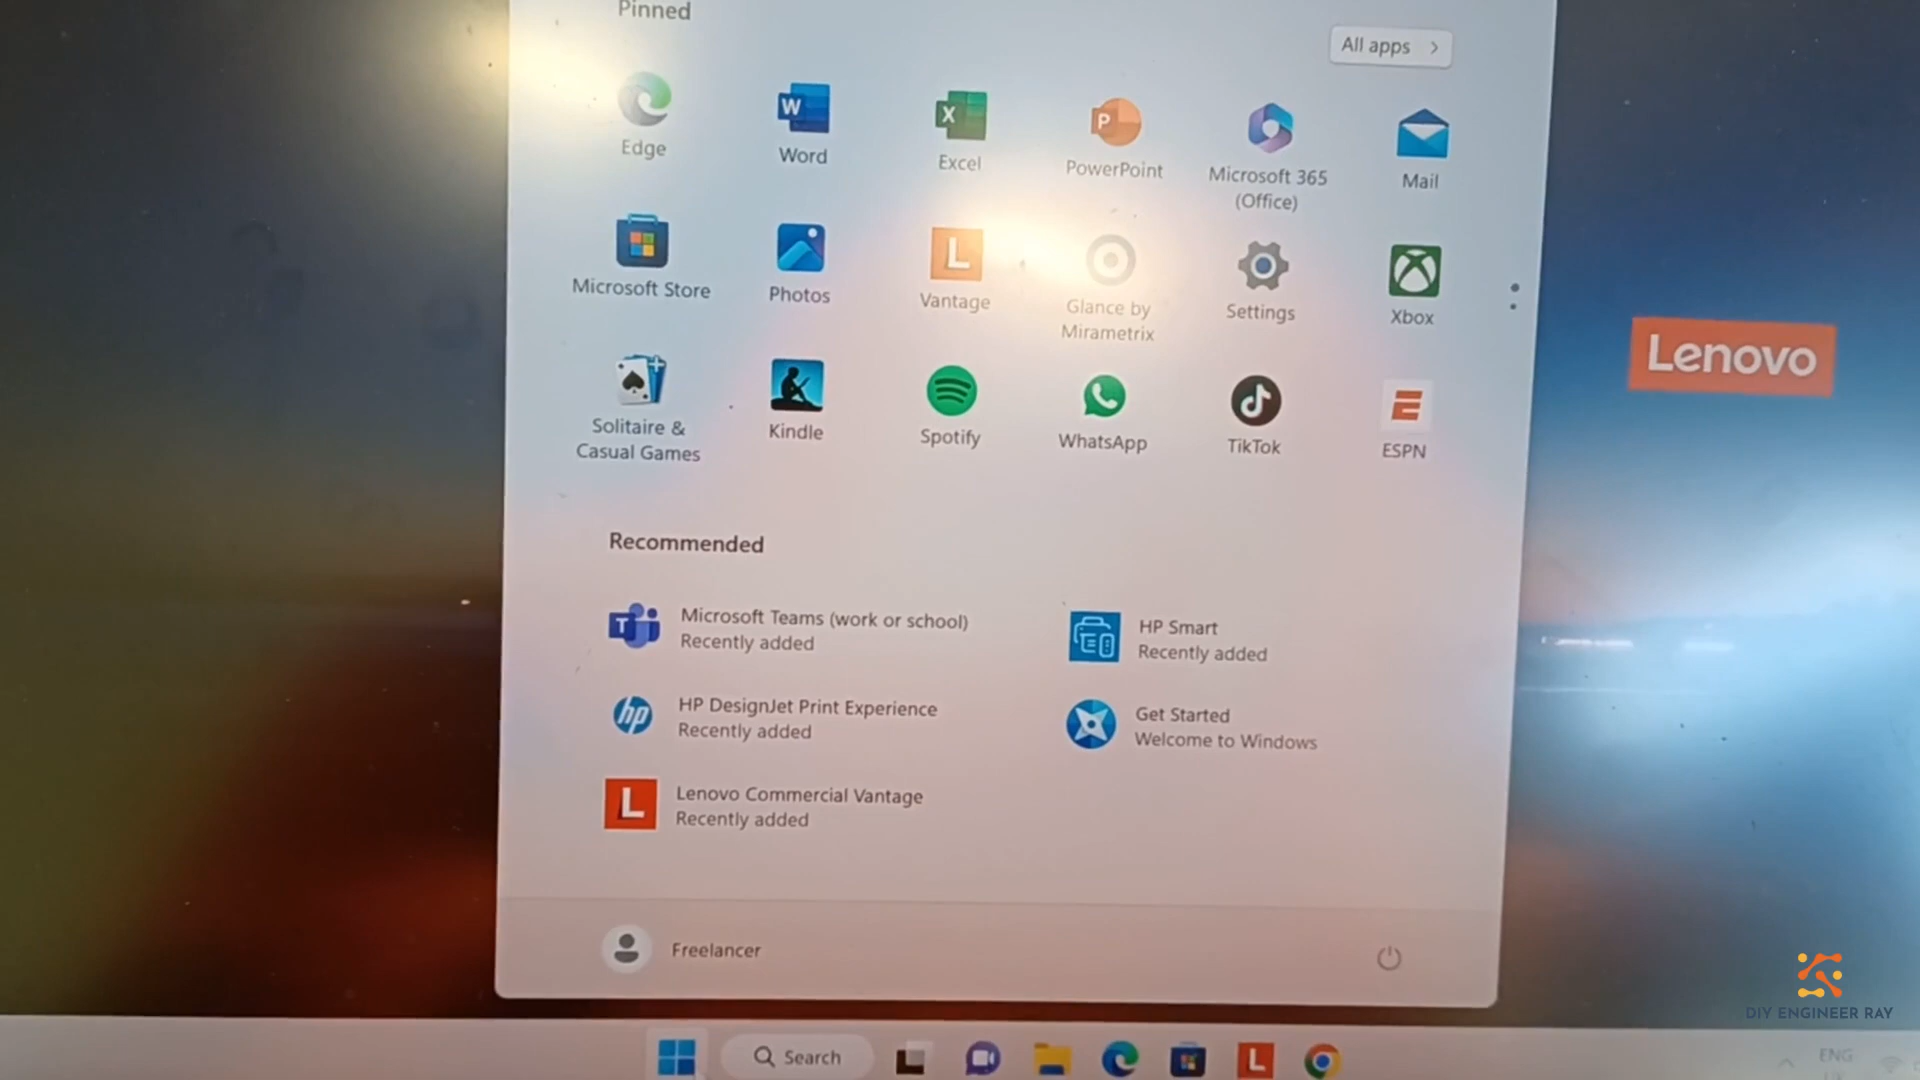 Pinned
All apps
Edge
Word
Excel
PowerPoint
Microsoft 365
(Office)
Mail
Microsoft Store
Photos
Vantage
Glance by
Mirametrix
Settings
Xbox
Lenovo
Solitaire &
Casual Games
Kindle
Spotify
WhatsApp
TikTok
ESPN
Recommended
Microsoft Teams (work or school)
Recently added
HP Smart
Recently added
HP DesignJet Print Experience
Recently added
Get Started
Welcome to Windows
Lenovo Commercial Vantage
Recently added
Freelancer
DIY ENGINEER RAY
Search
ENG